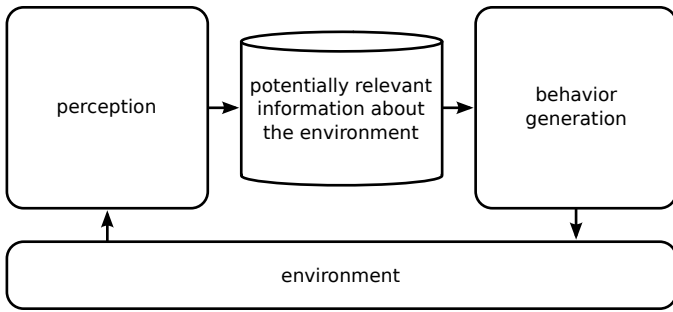 perception
potentially relevant
information about
the environment
behavior
generation
environment